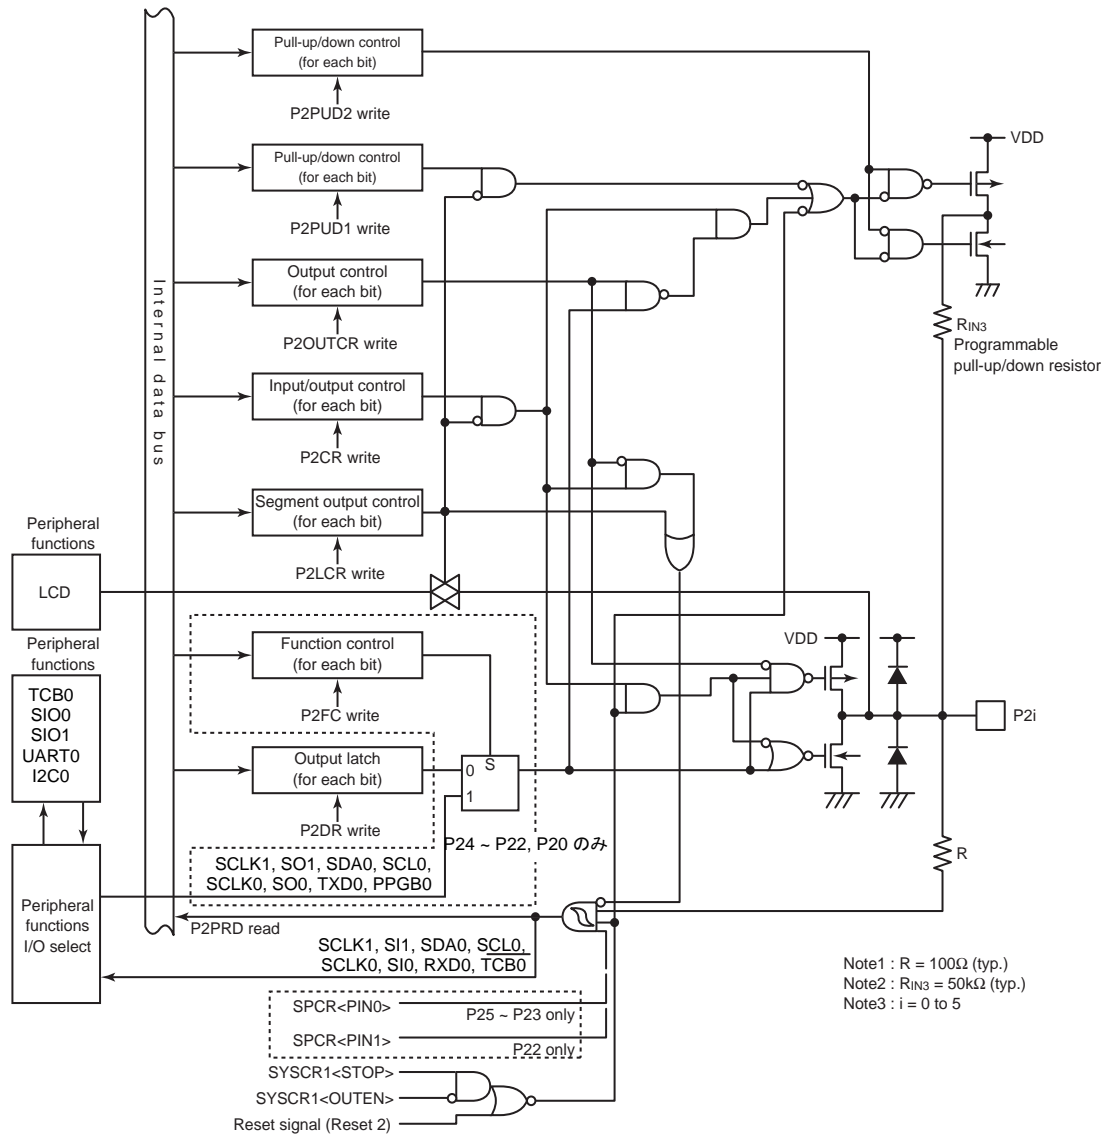 Pull-up/down control
(for each bit)
P2PUD2 write
VDD
Pull-up/down control
(for each bit)
P2PUD1 write
Output control
(for each bit)
P2OUTCR write
RIN3
Programmable
pull-up/down resistor
Internal data bus
Input/output control
(for each bit)
P2CR write
Segment output control
(for each bit)
P2LCR write
Peripheral
functions
LCD
Peripheral
functions
TCB0
SIO0
SIO1
UART0
I2C0
Function control
(for each bit)
P2FC write
VDD
P2i
Output latch
(for each bit)
P2DR write
0
S
1
P24 ~ P22, P20 のみ
SCLK1, SO1, SDA0, SCL0,
SCLK0, SO0, TXD0, PPGB0
R
Peripheral
functions
I/O select
P2PRD read
SCLK1, SI1, SDA0, SCL0,
SCLK0, SI0, RXD0, TCB0
Note1 : R = 100Ω (typ.)
Note2 : RIN3 = 50kΩ (typ.)
Note3 : i = 0 to 5
SPCR<PIN0>
P25 ~ P23 only
SPCR<PIN1>
P22 only
SYSCR1<STOP>
SYSCR1<OUTEN>
Reset signal (Reset 2)